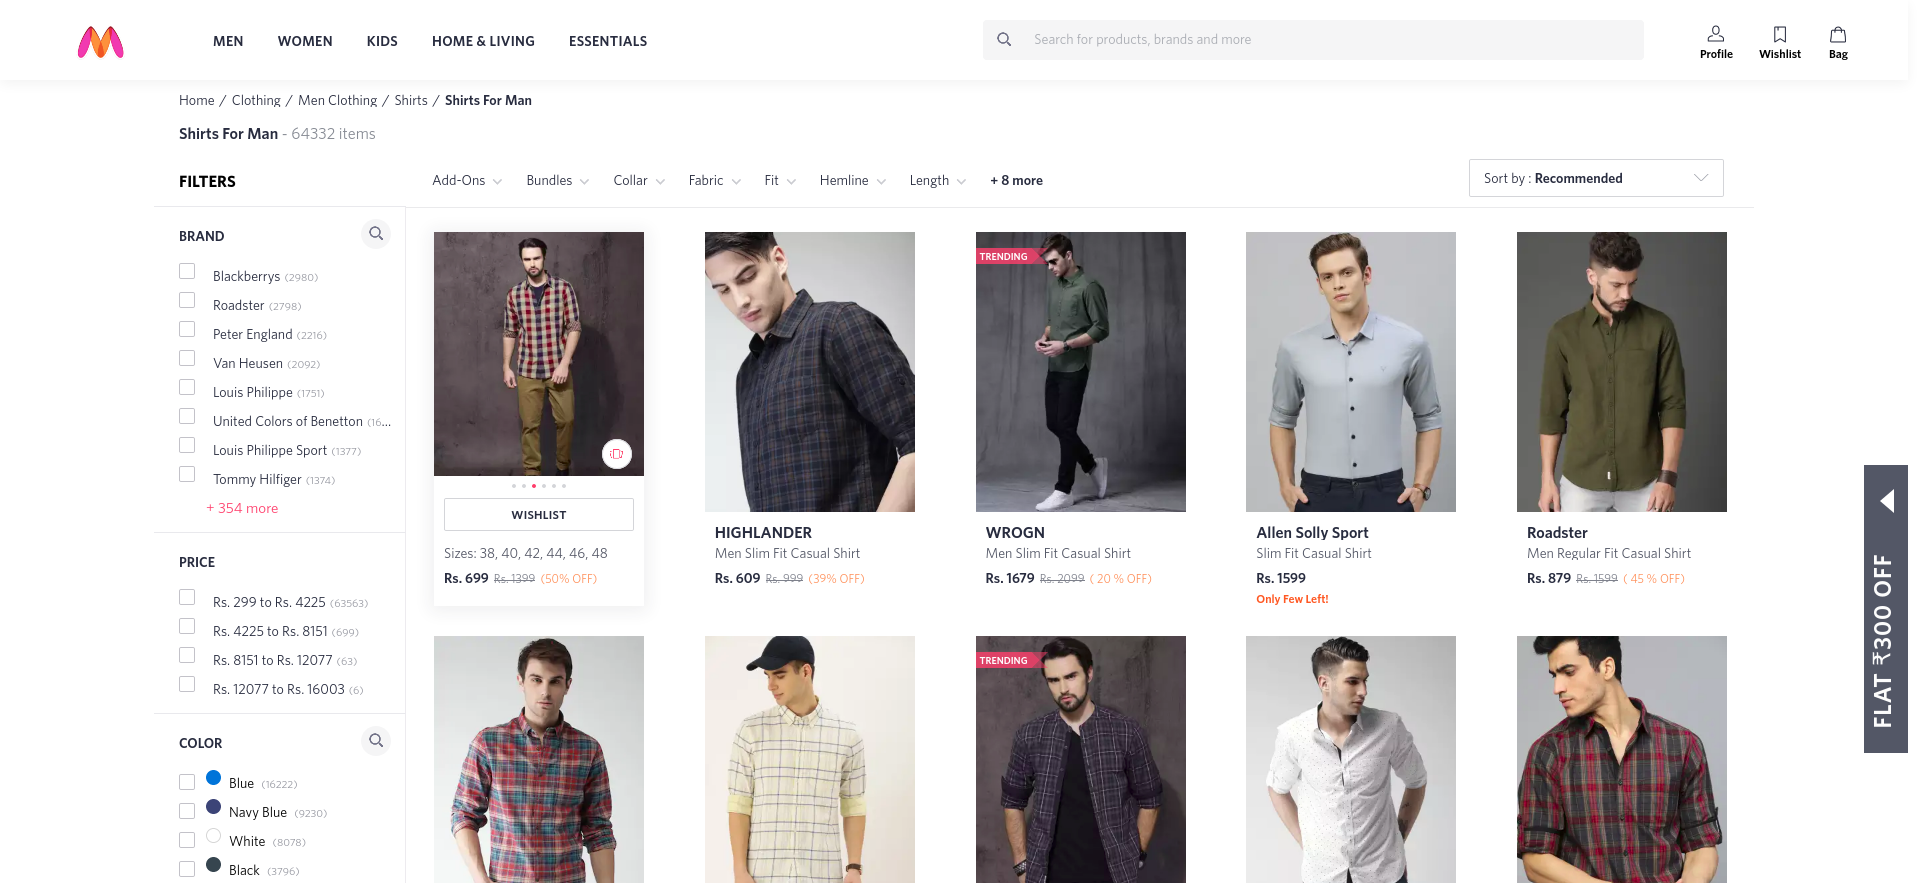 MEN WOMEN KIDS HOME & LIVING ESSENTIALS
Search for products, brands and more
Profile Wishlist Bag
Home / Clothing / Men Clothing / Shirts / Shirts For Man
Shirts For Man - 64332 items
FILTERS
Add-Ons Bundles Collar Fabric Fit Hemline Length + 8 more
Sort by : Recommended
BRAND
Blackberrys (2980)
Roadster (2798)
Peter England (2216)
Van Heusen (2092)
Louis Philippe (1751)
United Colors of Benetton (16...
Louis Philippe Sport (1377)
Tommy Hilfiger (1374)
+ 354 more
PRICE
Rs. 299 to Rs. 4225 (63563)
Rs. 4225 to Rs. 8151 (699)
Rs. 8151 to Rs. 12077 (63)
Rs. 12077 to Rs. 16003 (6)
COLOR
Blue (16222)
Navy Blue (9230)
White (8078)
Black (3796)
WISHLIST
Sizes: 38, 40, 42, 44, 46, 48
Rs. 699 Rs. 1399 (50% OFF)
HIGHLANDER
Men Slim Fit Casual Shirt
Rs. 609 Rs. 999 (39% OFF)
TRENDING
WROGN
Men Slim Fit Casual Shirt
Rs. 1679 Rs. 2099 ( 20 % OFF)
Allen Solly Sport
Slim Fit Casual Shirt
Rs. 1599
Only Few Left!
Roadster
Men Regular Fit Casual Shirt
Rs. 879 Rs. 1599 ( 45 % OFF)
TRENDING
FLAT ₹300 OFF